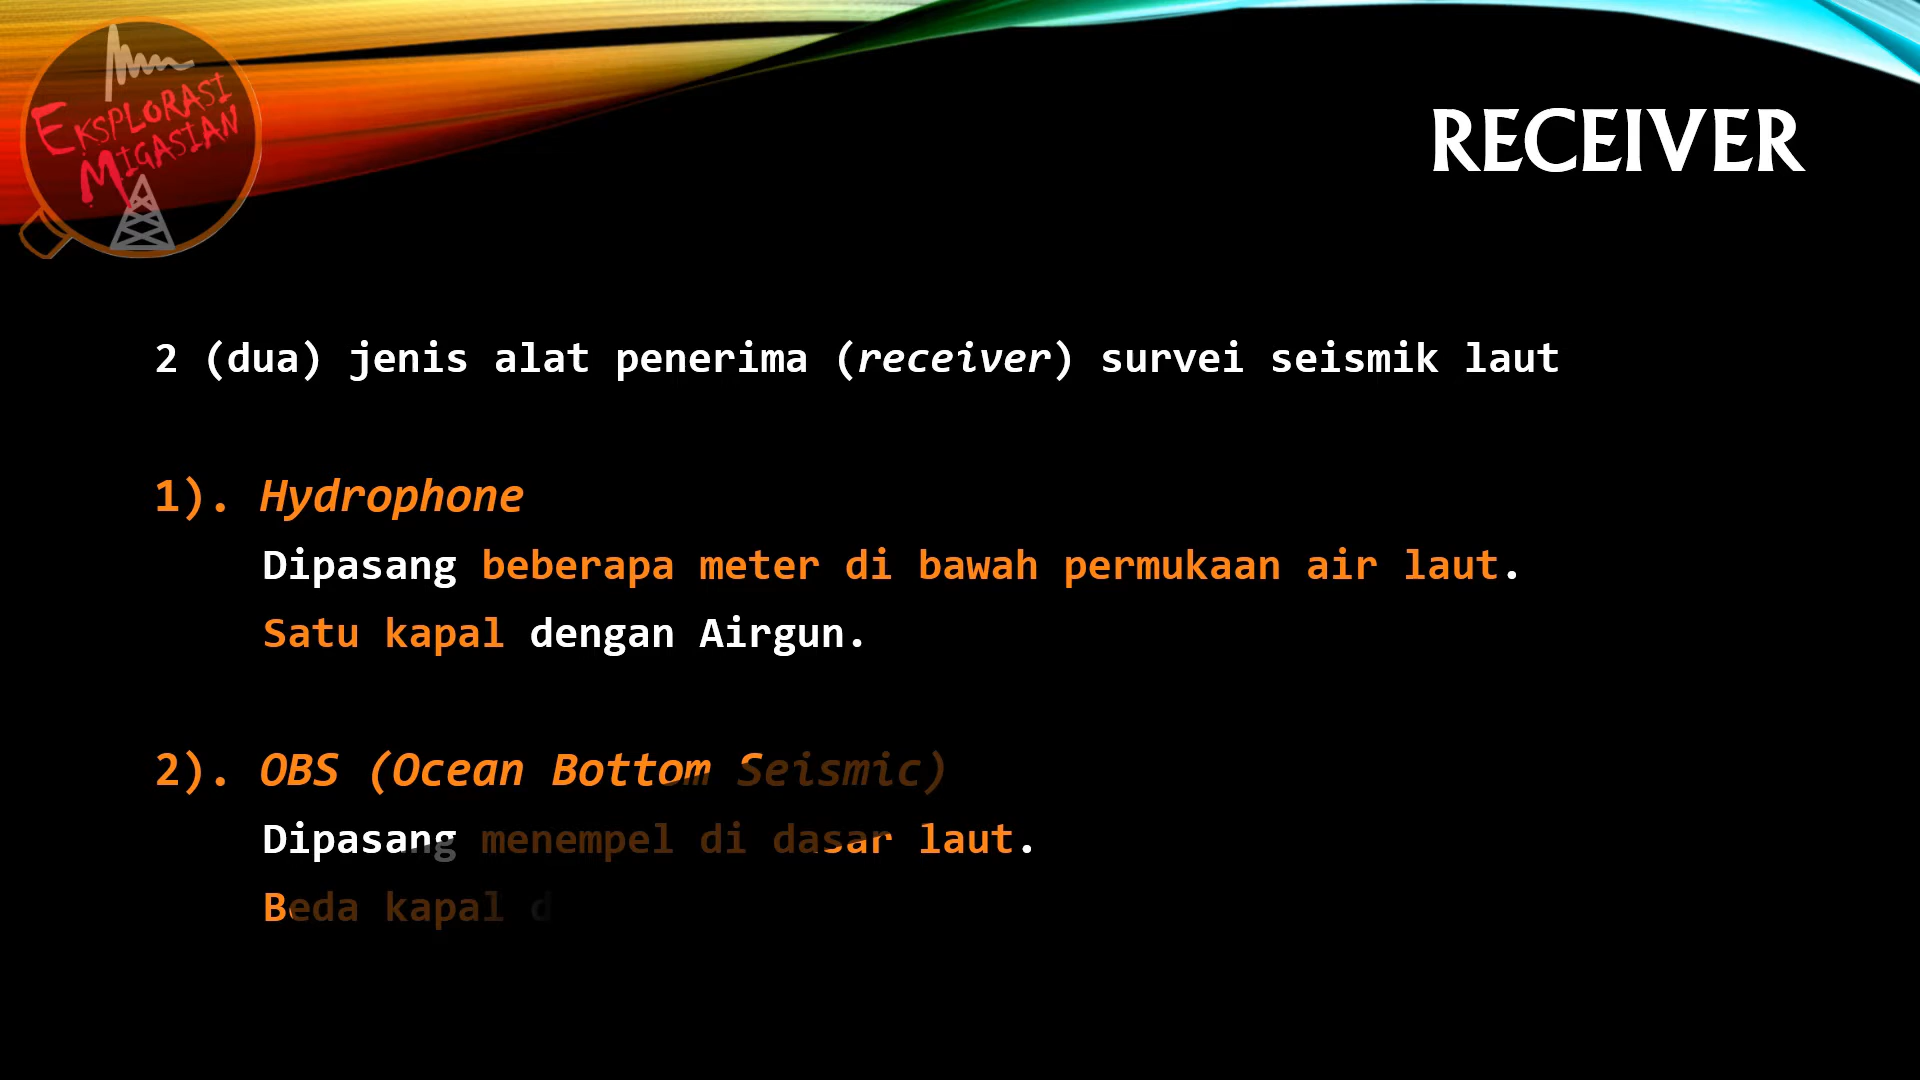 EKSPLORASI
MIGASIAN
RECEIVER
2 (dua) jenis alat penerima (receiver) survei seismik laut
1). Hydrophone
Dipasang beberapa meter di bawah permukaan air laut.
Satu kapal dengan Airgun.
2). OBS (Ocean Bottom Seismic)
Dipasang menempel di dasar laut.
Beda kapal d